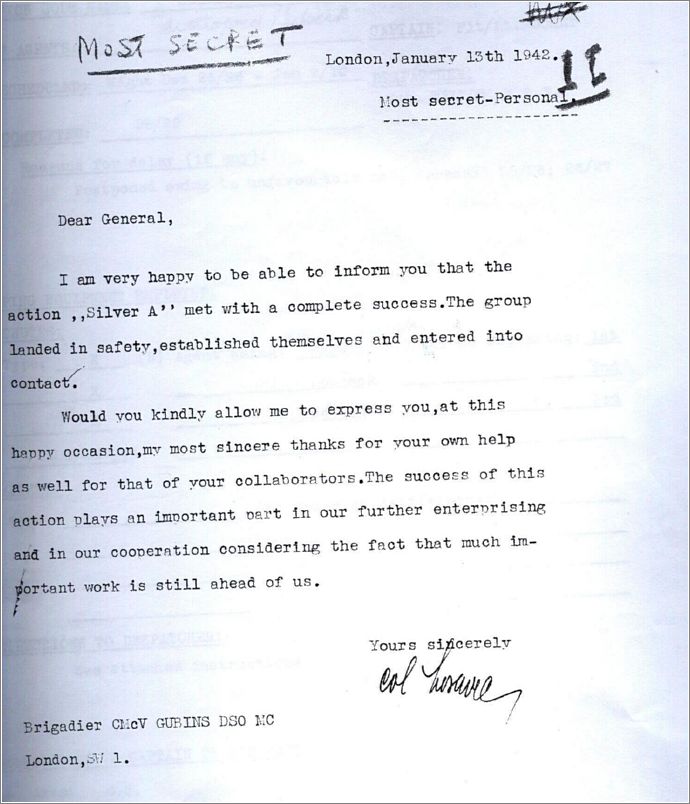 MOST SECRET
London,January 13th 1942.
Most secret-Personal.
Dear General,
I am very happy to be able to inform you that the
action ,,Silver A’’ met with a complete success.The group
landed in safety,established themselves and entered into
contact.
Would you kindly allow me to express you,at this
happy occasion,my most sincere thanks for your own help
as well for that of your collaborators.The success of this
action plays an important part in our further enterprising
and in our cooperation considering the fact that much im-
portant work is still ahead of us.
Yours sincerely
col
Brigadier CMcV GUBINS DSO MC
London,SW 1.